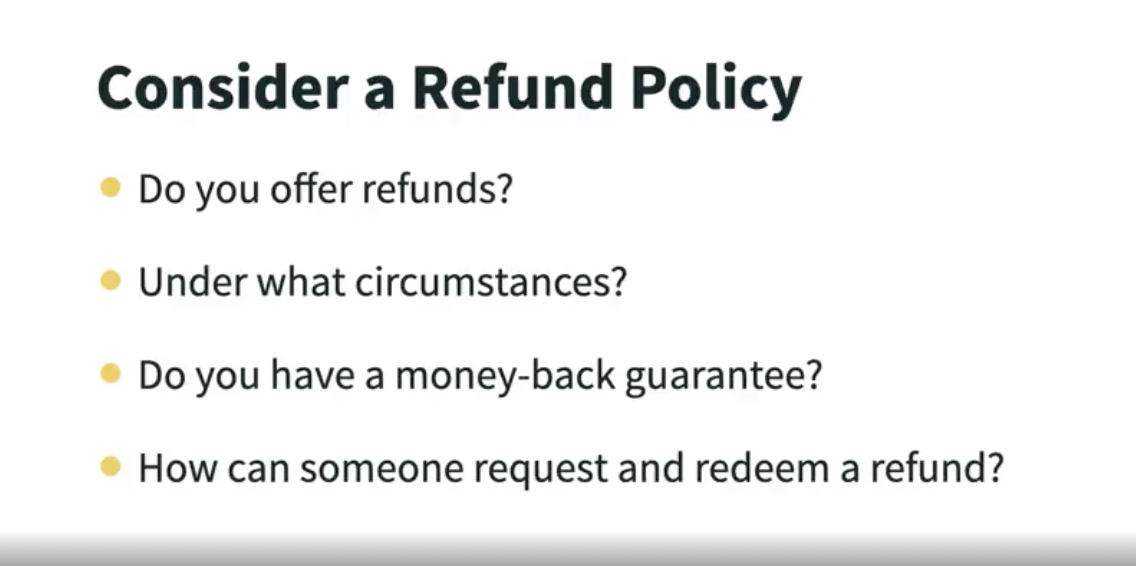 Consider a Refund Policy
Do you offer refunds?
Under what circumstances?
Do you have a money-back guarantee?
How can someone request and redeem a refund?